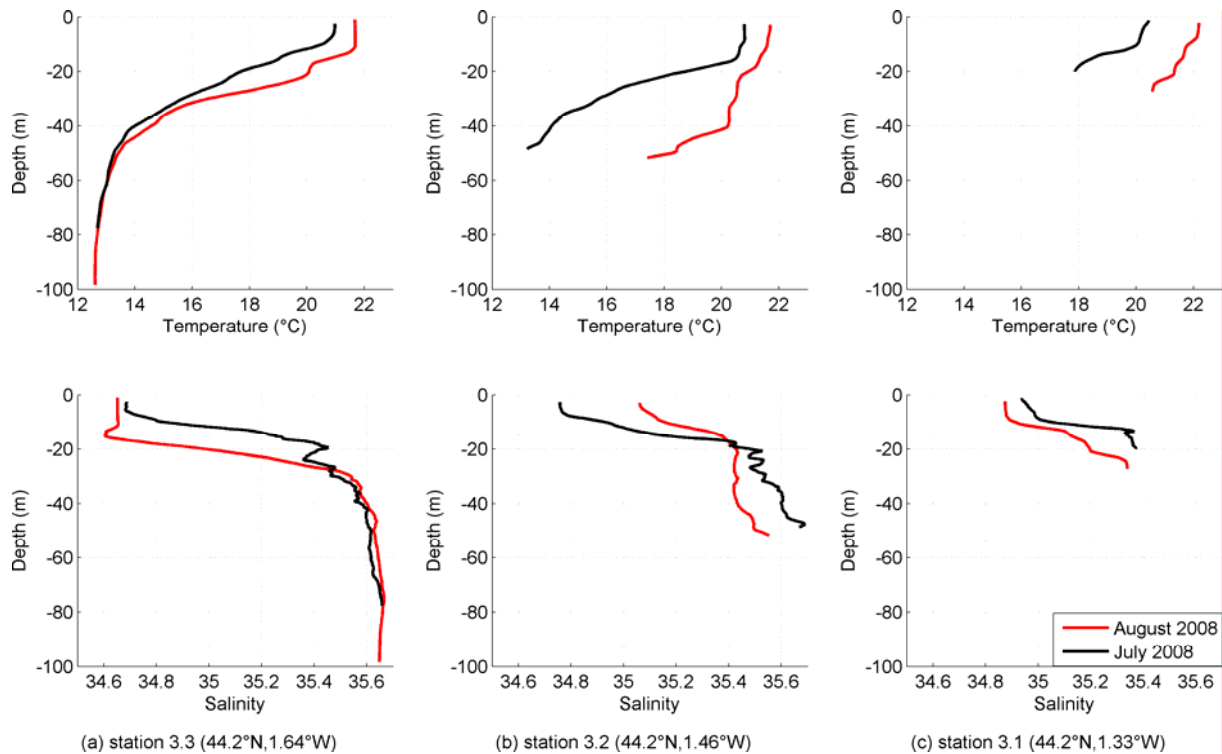 0
-20
-40
-60
-80
-100
Depth (m)
12 14 16 18 20 22
Temperature (°C)
0
-20
-40
-60
-80
-100
Depth (m)
12 14 16 18 20 22
Temperature (°C)
0
-20
-40
-60
-80
-100
Depth (m)
12 14 16 18 20 22
Temperature (°C)
0
-20
-40
-60
-80
-100
Depth (m)
34.6 34.8 35 35.2 35.4 35.6
Salinity
0
-20
-40
-60
-80
-100
Depth (m)
34.6 34.8 35 35.2 35.4 35.6
Salinity
0
-20
-40
-60
-80
-100
Depth (m)
August 2008
July 2008
34.6 34.8 35 35.2 35.4 35.6
Salinity
(a) station 3.3 (44.2°N,1.64°W)
(b) station 3.2 (44.2°N,1.46°W)
(c) station 3.1 (44.2°N,1.33°W)